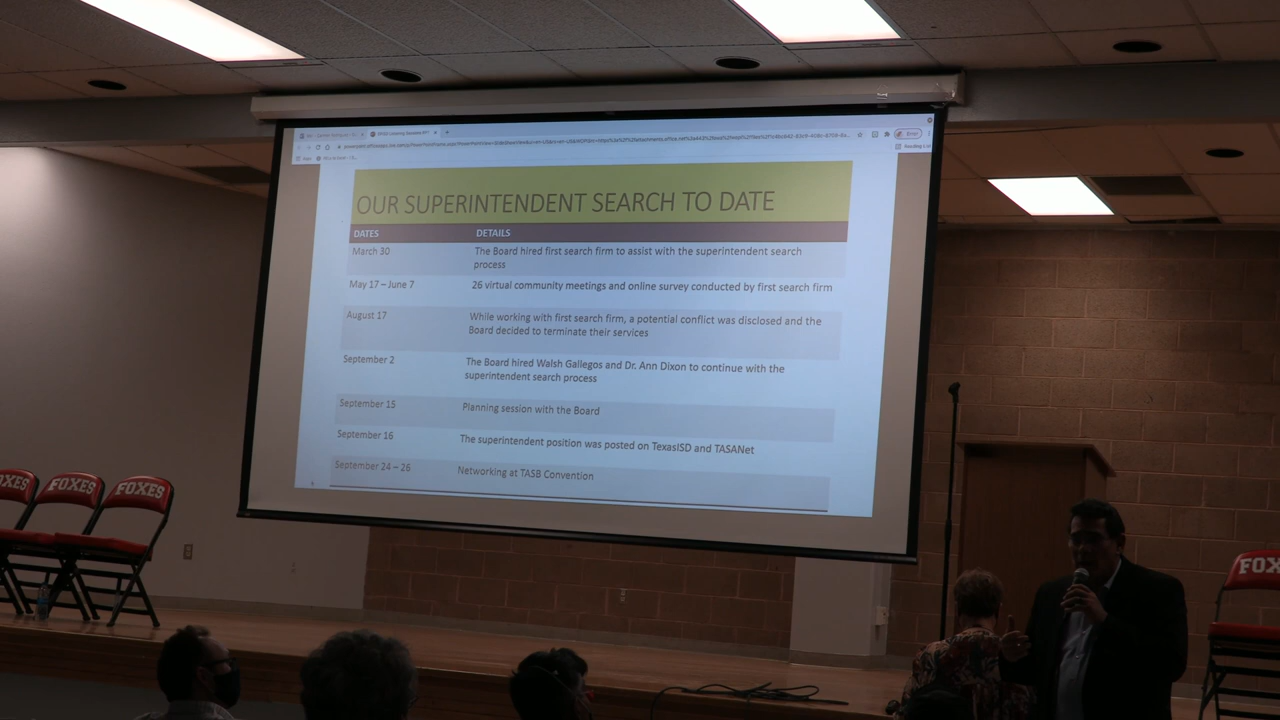 OUR SUPERINTENDENT SEARCH TO DATE
DATES DETAILS
March 30 The Board hired first search firm to assist with the superintendent search
process
May 17 – June 7 26 virtual community meetings and online survey conducted by first search firm
August 17 While working with first search firm, a potential conflict was disclosed and the
Board decided to terminate their services
September 2 The Board hired Walsh Gallegos and Dr. Ann Dixon to continue with the
superintendent search process
September 15 Planning session with the Board
September 16 The superintendent position was posted on TexasISD and TASANet
September 24 – 26 Networking at TASB Convention
FOXES
FOXES
FOXES
FOX